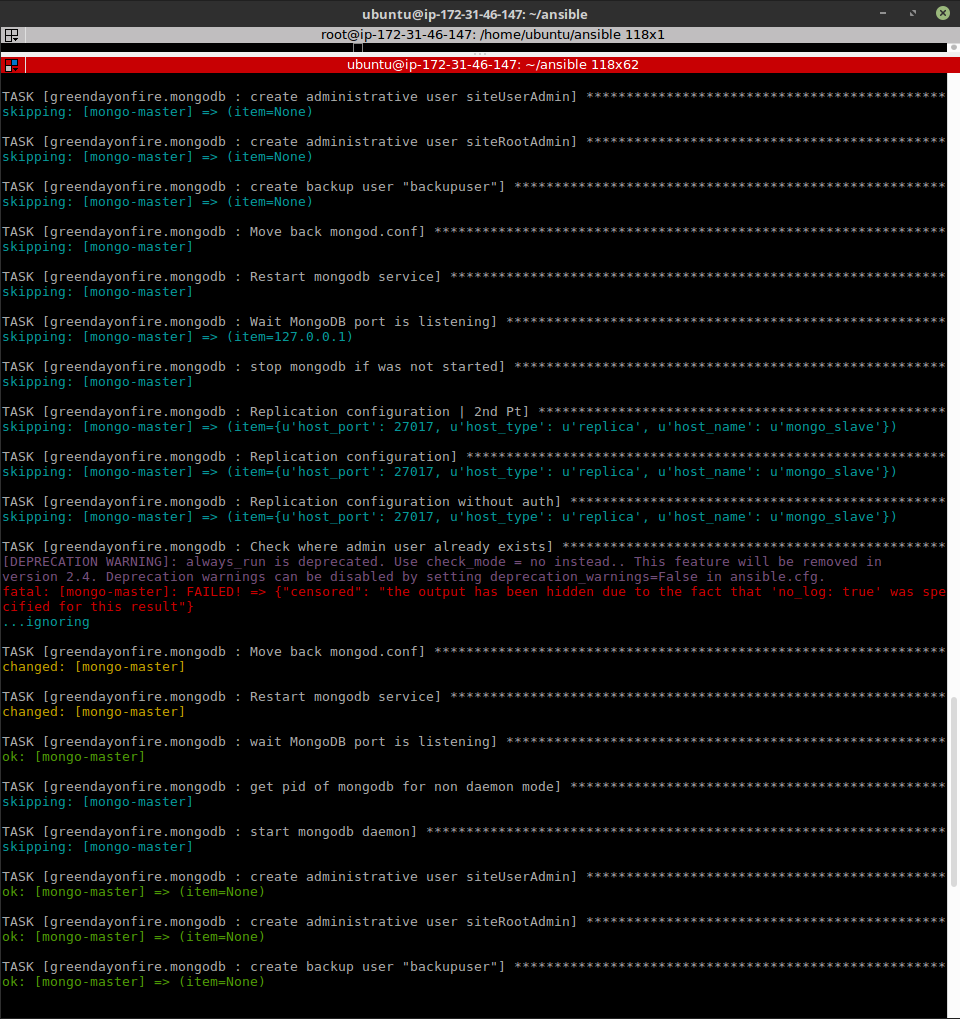 ubuntu@ip-172-31-46-147: ~/ansible
root@ip-172-31-46-147: /home/ubuntu/ansible 118x1
ubuntu@ip-172-31-46-147: ~/ansible 118x62
TASK [greendayonfire.mongodb : create administrative user siteUserAdmin] *********************************************
skipping: [mongo-master] => (item=None)
TASK [greendayonfire.mongodb : create administrative user siteRootAdmin] *********************************************
skipping: [mongo-master] => (item=None)
TASK [greendayonfire.mongodb : create backup user "backupuser"] ******************************************************
skipping: [mongo-master] => (item=None)
TASK [greendayonfire.mongodb : Move back mongod.conf] ****************************************************************
skipping: [mongo-master]
TASK [greendayonfire.mongodb : Restart mongodb service] **************************************************************
skipping: [mongo-master]
TASK [greendayonfire.mongodb : Wait MongoDB port is listening] *******************************************************
skipping: [mongo-master] => (item=127.0.0.1)
TASK [greendayonfire.mongodb : stop mongodb if was not started] ******************************************************
skipping: [mongo-master]
TASK [greendayonfire.mongodb : Replication configuration | 2nd Pt] ***************************************************
skipping: [mongo-master] => (item={u'host_port': 27017, u'host_type': u'replica', u'host_name': u'mongo_slave'})
TASK [greendayonfire.mongodb : Replication configuration] ************************************************************
skipping: [mongo-master] => (item={u'host_port': 27017, u'host_type': u'replica', u'host_name': u'mongo_slave'})
TASK [greendayonfire.mongodb : Replication configuration without auth] ***********************************************
skipping: [mongo-master] => (item={u'host_port': 27017, u'host_type': u'replica', u'host_name': u'mongo_slave'})
TASK [greendayonfire.mongodb : Check where admin user already exists] ************************************************
[DEPRECATION WARNING]: always_run is deprecated. Use check_mode = no instead.. This feature will be removed in
version 2.4. Deprecation warnings can be disabled by setting deprecation_warnings=False in ansible.cfg.
fatal: [mongo-master]: FAILED! => {"censored": "the output has been hidden due to the fact that 'no_log: true' was spe
cified for this result"}
...ignoring
TASK [greendayonfire.mongodb : Move back mongod.conf] ****************************************************************
changed: [mongo-master]
TASK [greendayonfire.mongodb : Restart mongodb service] **************************************************************
changed: [mongo-master]
TASK [greendayonfire.mongodb : wait MongoDB port is listening] *******************************************************
ok: [mongo-master]
TASK [greendayonfire.mongodb : get pid of mongodb for non daemon mode] ***********************************************
skipping: [mongo-master]
TASK [greendayonfire.mongodb : start mongodb daemon] *****************************************************************
skipping: [mongo-master]
TASK [greendayonfire.mongodb : create administrative user siteUserAdmin] *********************************************
ok: [mongo-master] => (item=None)
TASK [greendayonfire.mongodb : create administrative user siteRootAdmin] *********************************************
ok: [mongo-master] => (item=None)
TASK [greendayonfire.mongodb : create backup user "backupuser"] ******************************************************
ok: [mongo-master] => (item=None)